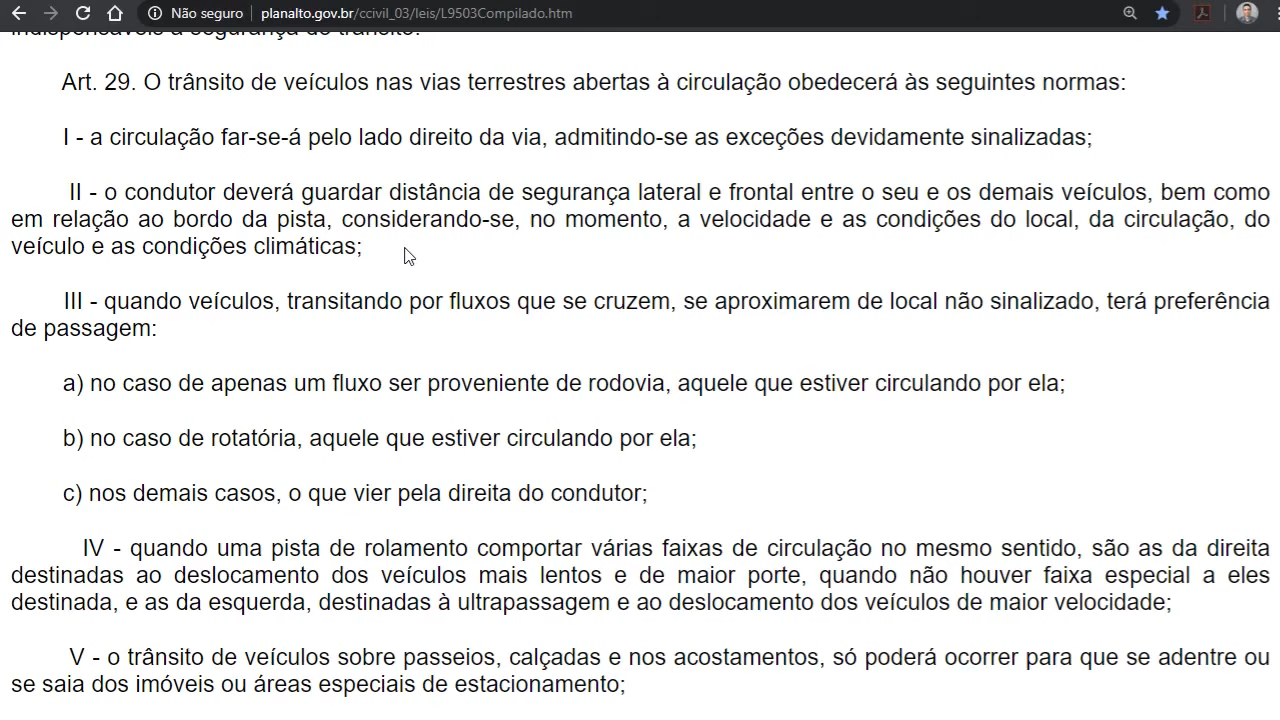 Não seguro
planalto.gov.br/ccivil_03/leis/L9503Compilado.htm
indispensáveis à segurança do trânsito.
Art. 29. O trânsito de veículos nas vias terrestres abertas à circulação obedecerá às seguintes normas:
I - a circulação far-se-á pelo lado direito da via, admitindo-se as exceções devidamente sinalizadas;
II - o condutor deverá guardar distância de segurança lateral e frontal entre o seu e os demais veículos, bem como
em relação ao bordo da pista, considerando-se, no momento, a velocidade e as condições do local, da circulação, do
veículo e as condições climáticas;
III - quando veículos, transitando por fluxos que se cruzem, se aproximarem de local não sinalizado, terá preferência
de passagem:
a) no caso de apenas um fluxo ser proveniente de rodovia, aquele que estiver circulando por ela;
b) no caso de rotatória, aquele que estiver circulando por ela;
c) nos demais casos, o que vier pela direita do condutor;
IV - quando uma pista de rolamento comportar várias faixas de circulação no mesmo sentido, são as da direita
destinadas ao deslocamento dos veículos mais lentos e de maior porte, quando não houver faixa especial a eles
destinada, e as da esquerda, destinadas à ultrapassagem e ao deslocamento dos veículos de maior velocidade;
V - o trânsito de veículos sobre passeios, calçadas e nos acostamentos, só poderá ocorrer para que se adentre ou
se saia dos imóveis ou áreas especiais de estacionamento;